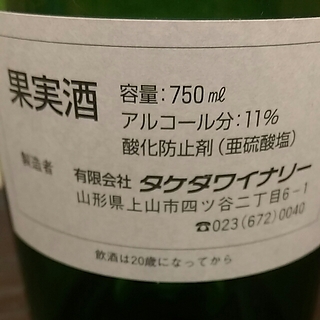 果実酒
容量：750㎖
アルコール分：11％
酸化防止剤（亜硫酸塩）
製造者 有限会社 タケダワイナリー
山形県上山市四ツ谷二丁目6-1
☎023(672)0040
飲酒は20歳になってから